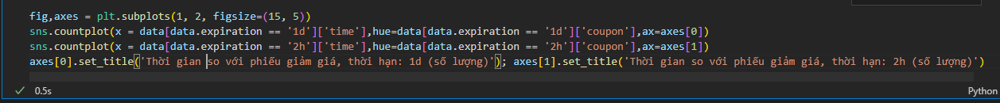 fig,axes = plt.subplots(1, 2, figsize=(15, 5))
sns.countplot(x = data[data.expiration == '1d']['time'],hue=data[data.expiration == '1d']['coupon'],ax=axes[0])
sns.countplot(x = data[data.expiration == '2h']['time'],hue=data[data.expiration == '2h']['coupon'],ax=axes[1])
axes[0].set_title('Thời gian so với phiếu giảm giá, thời hạn: 1d (số lượng)'); axes[1].set_title('Thời gian so với phiếu giảm giá, thời hạn: 2h (số lượng)')
0.5s
Python